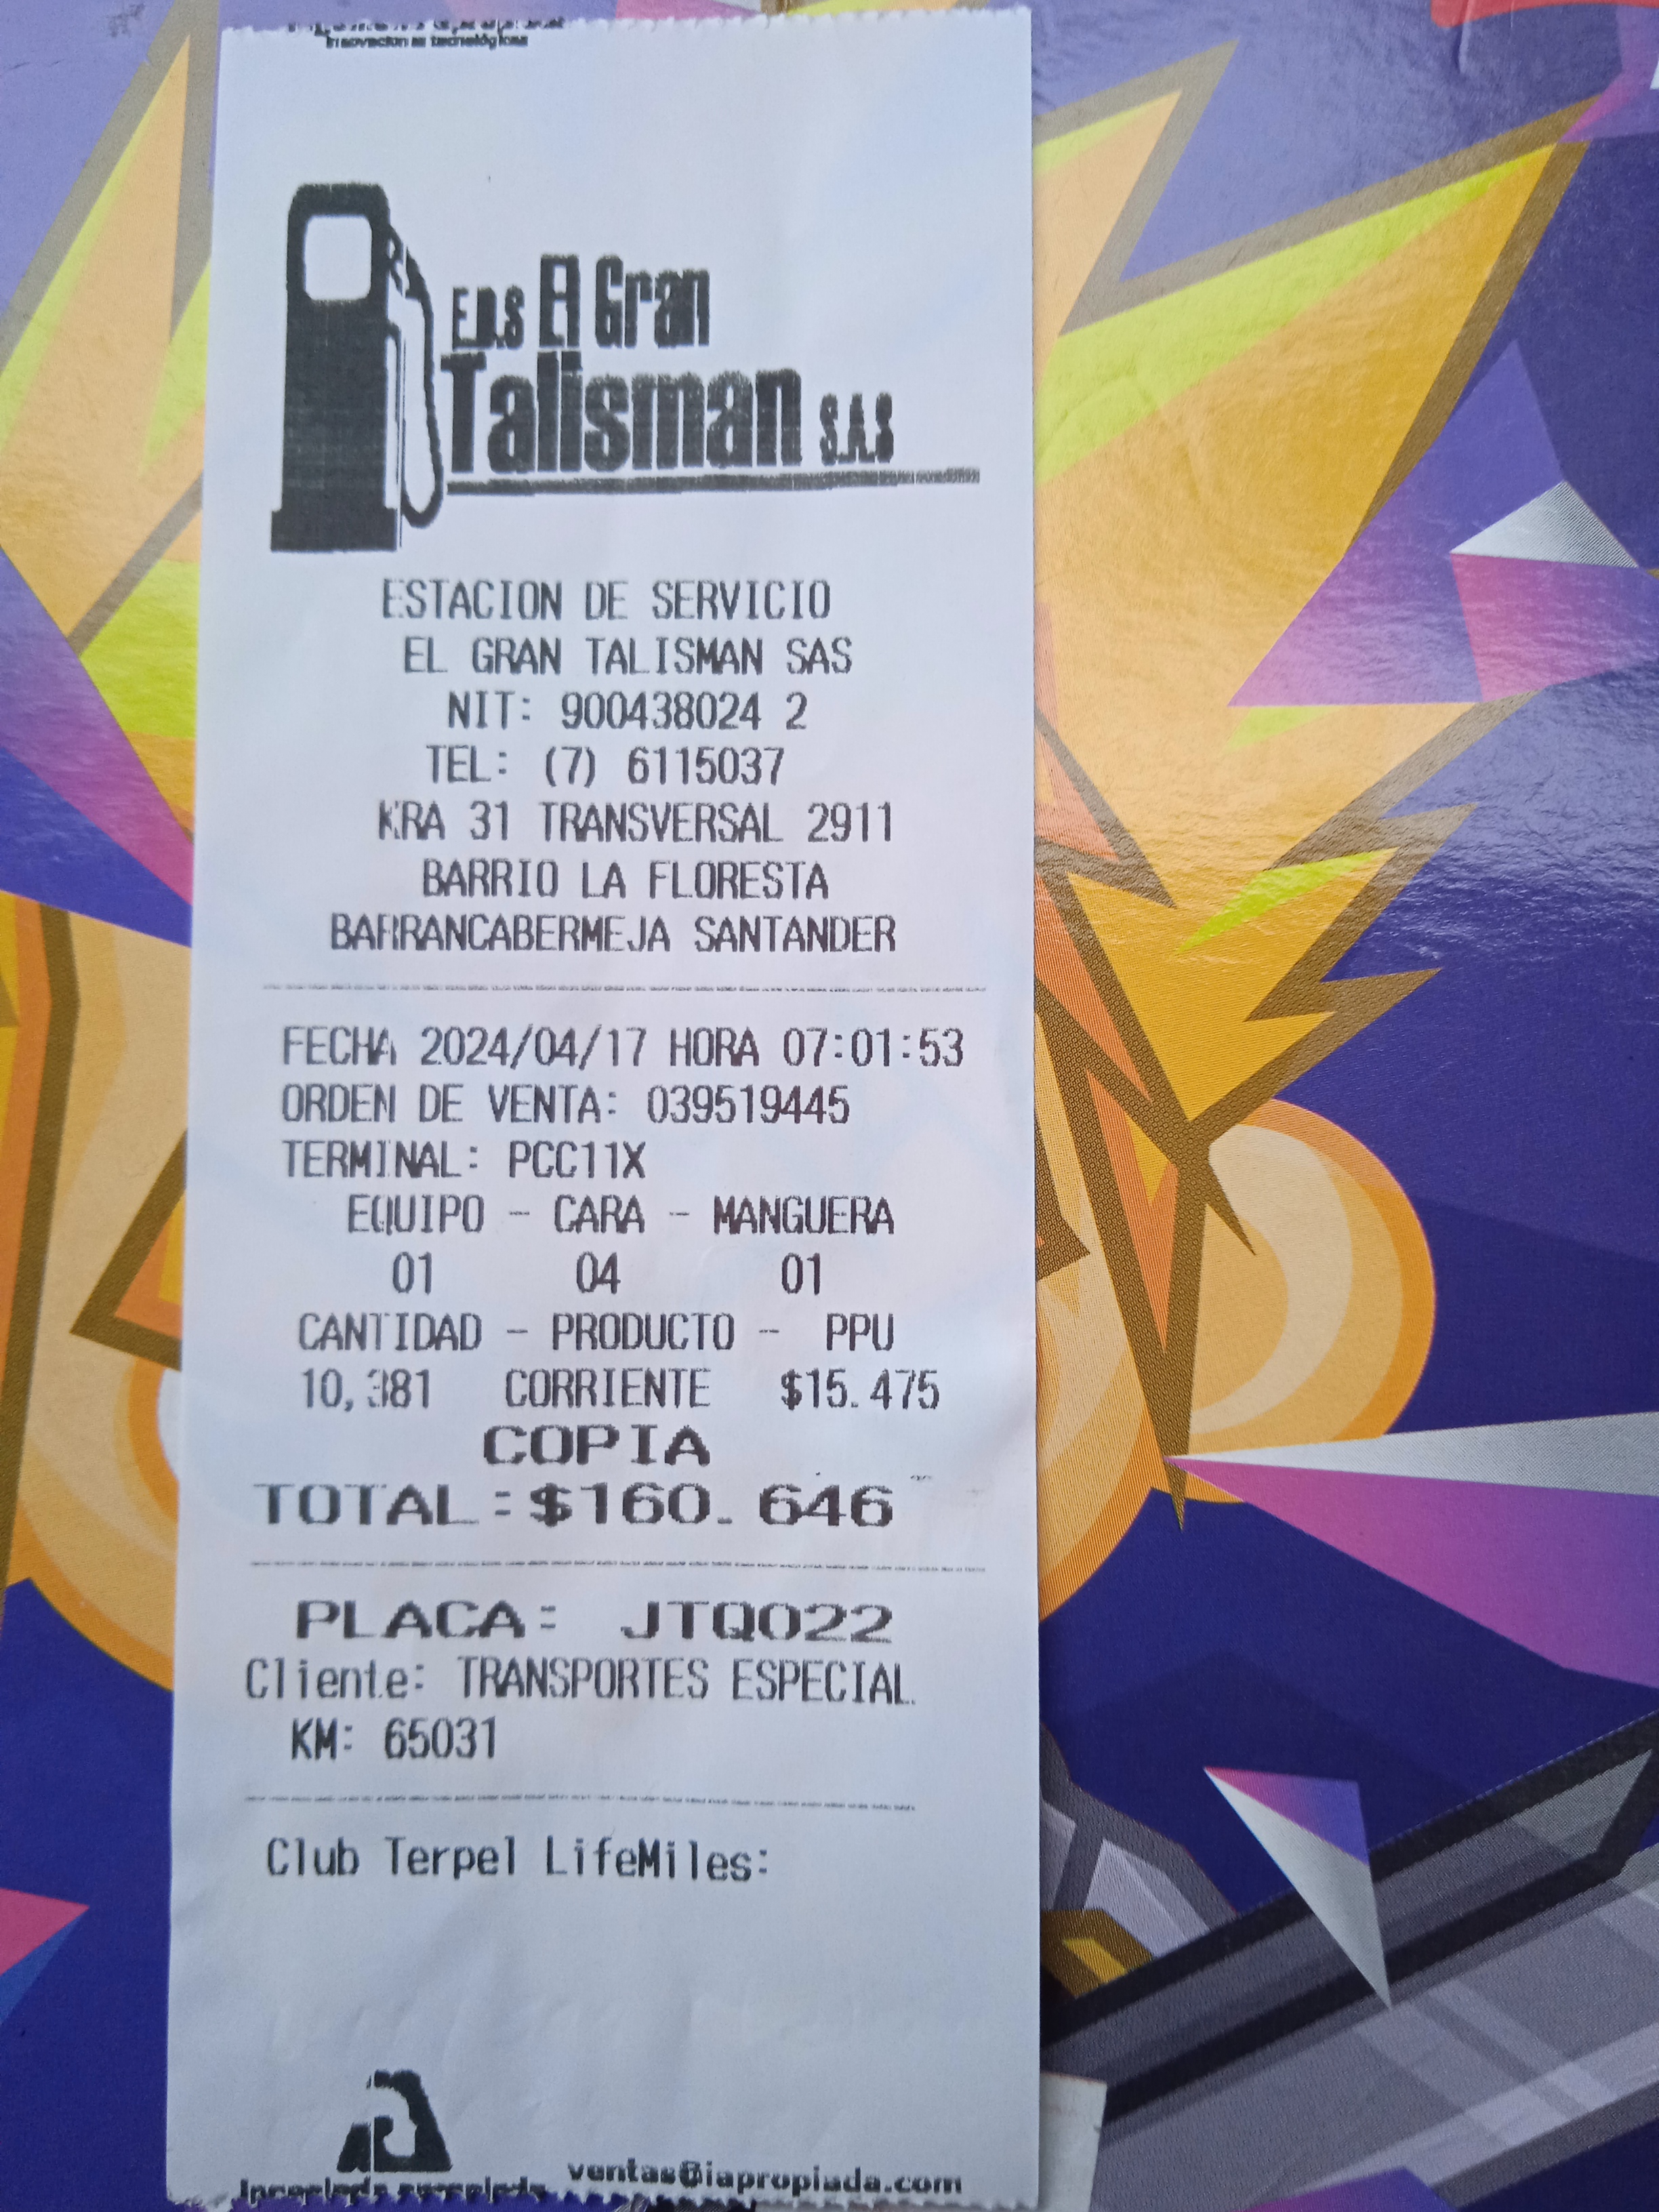 Innovaciones tecnológicas
E.D.S El Gran
Talisman S.A.S
ESTACION DE SERVICIO
EL GRAN TALISMAN SAS
NIT: 900438024 2
TEL: (7) 6115037
KRA 31 TRANSVERSAL 2911
BARRIO LA FLORESTA
BARRANCABERMEJA SANTANDER
FECHA 2024/04/17 HORA 07:01:53
ORDEN DE VENTA: 039519445
TERMINAL: PCC11X
EQUIPO - CARA - MANGUERA
01 04 01
CANTIDAD - PRODUCTO - PPU
10,381 CORRIENTE $15.475
COPIA
TOTAL:$160.646
PLACA: JTQ022
Cliente: TRANSPORTES ESPECIAL
KM: 65031
Club Terpel LifeMiles:
ventas@iapropiada.com